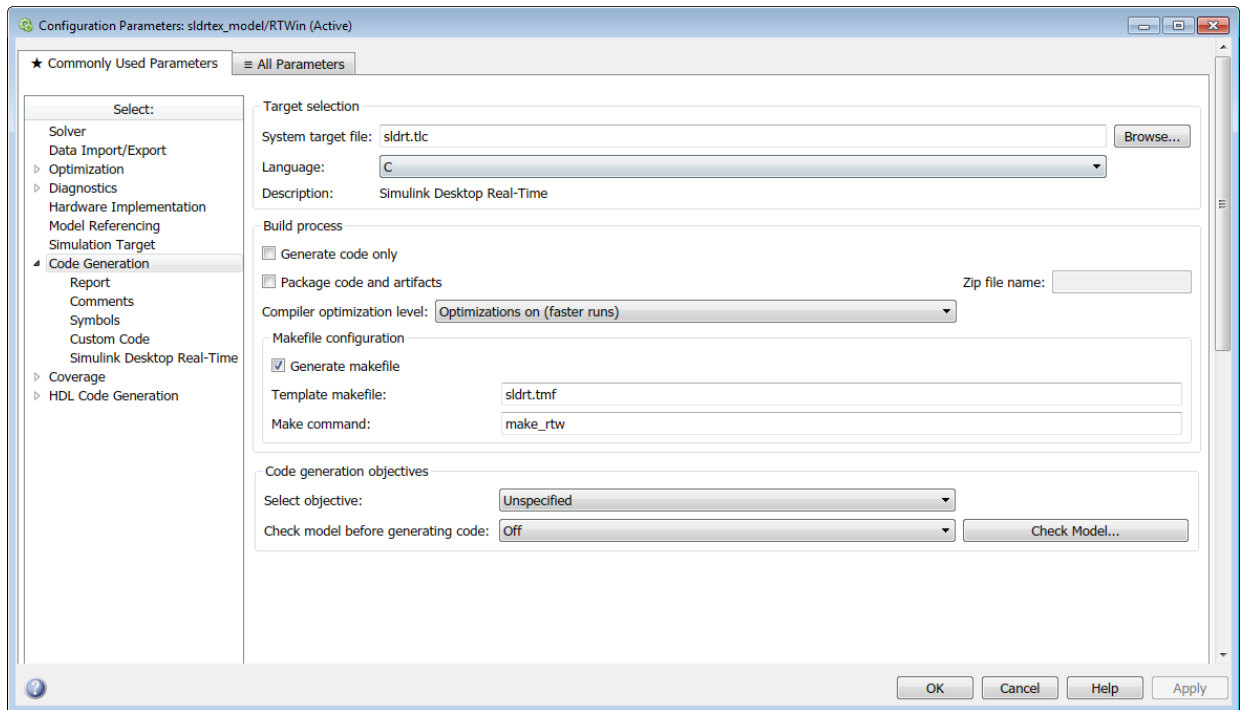 Configuration Parameters: sldrtex_model/RTWin (Active)
★ Commonly Used Parameters
≡ All Parameters
Select:
Solver
Data Import/Export
Optimization
Diagnostics
Hardware Implementation
Model Referencing
Simulation Target
Code Generation
Report
Comments
Symbols
Custom Code
Simulink Desktop Real-Time
Coverage
HDL Code Generation
Target selection
System target file: sldrt.tlc Browse...
Language: C
Description: Simulink Desktop Real-Time
Build process
Generate code only
Package code and artifacts Zip file name:
Compiler optimization level: Optimizations on (faster runs)
Makefile configuration
Generate makefile
Template makefile: sldrt.tmf
Make command: make_rtw
Code generation objectives
Select objective: Unspecified
Check model before generating code: Off Check Model...
OK Cancel Help Apply